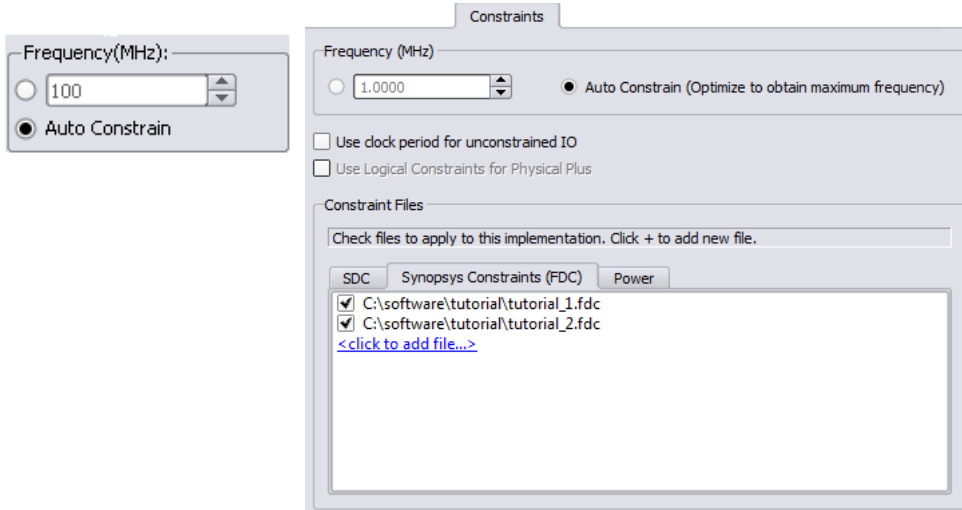 Frequency(MHz):
100
Auto Constrain
Constraints
Frequency (MHz)
1.0000
Auto Constrain (Optimize to obtain maximum frequency)
Use clock period for unconstrained IO
Use Logical Constraints for Physical Plus
Constraint Files
Check files to apply to this implementation. Click + to add new file.
SDC Synopsys Constraints (FDC) Power
C:\software\tutorial\tutorial_1.fdc
C:\software\tutorial\tutorial_2.fdc
<click to add file...>